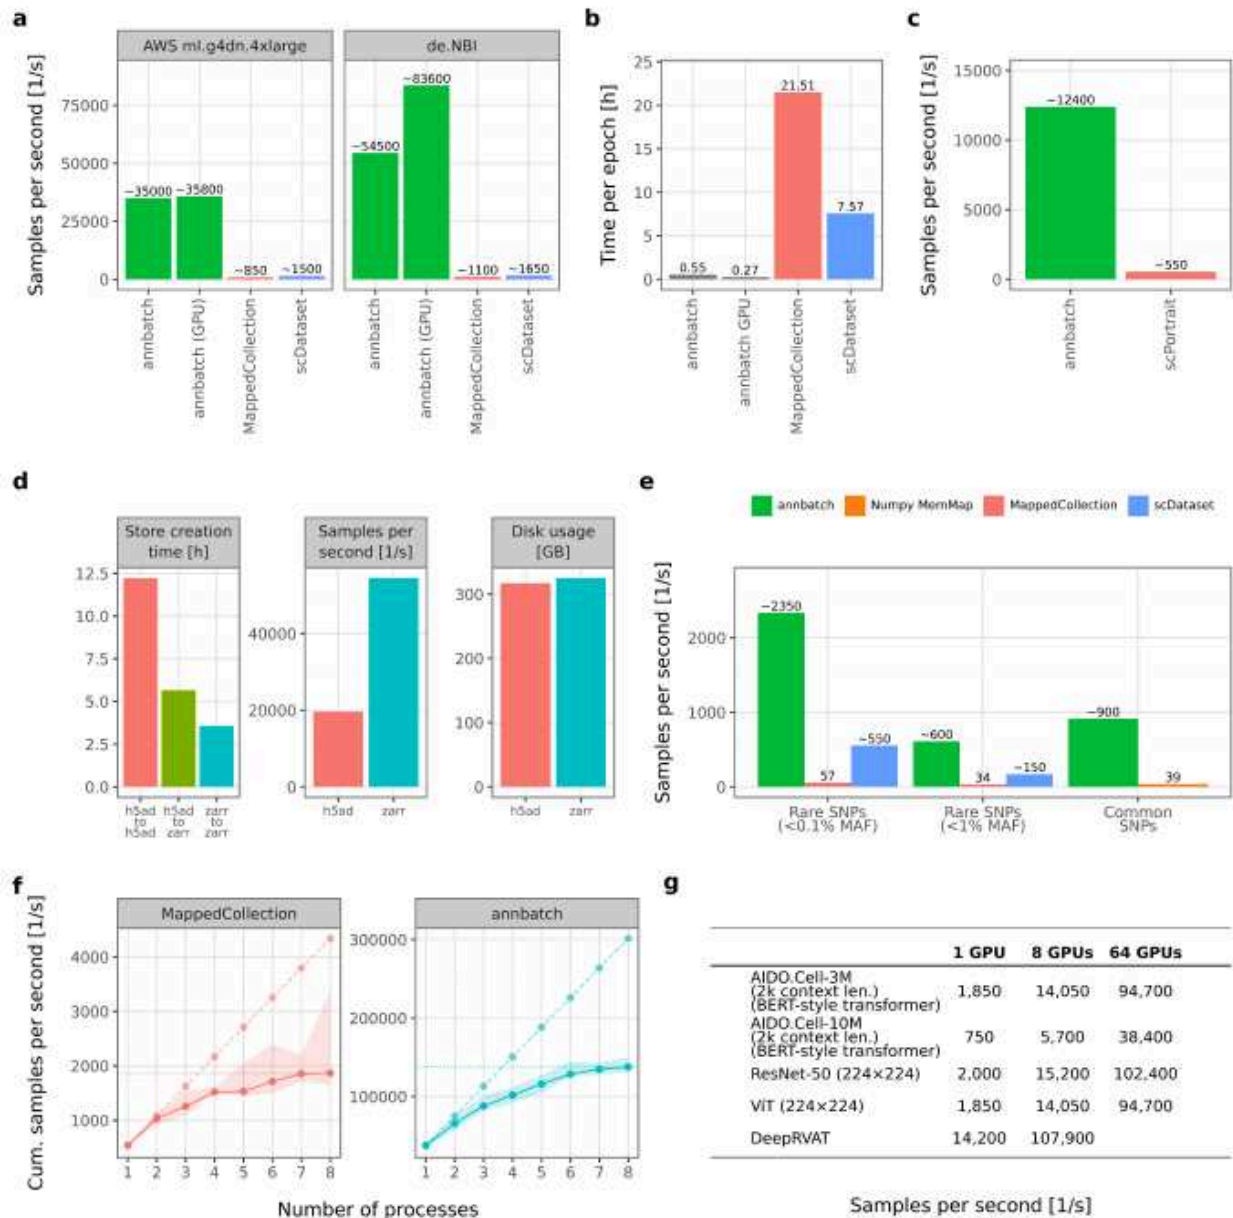 a
AWS ml.g4dn.4xlarge
de.NBI
Samples per second [1/s]
75000
50000
25000
0
~35000
~35800
~850
~1500
~54500
~83600
~1100
~1650
annbatch
annbatch (GPU)
MappedCollection
scDataset
annbatch
annbatch (GPU)
MappedCollection
scDataset
b
Time per epoch [h]
25
20
15
10
5
0
0.55
0.27
21.51
7.57
annbatch
annbatch GPU
MappedCollection
scDataset
c
Samples per second [1/s]
15000
10000
5000
0
~12400
~550
annbatch
scPortrait
d
Store creation
time [h]
12.5
10.0
7.5
5.0
2.5
0.0
h5ad
to
h5ad
h5ad
to
zarr
zarr
to
zarr
Samples per
second [1/s]
40000
20000
0
h5ad
zarr
Disk usage
[GB]
300
200
100
0
h5ad
zarr
e
annbatch
Numpy MemMap
MappedCollection
scDataset
Samples per second [1/s]
2000
1000
0
~2350
57
~550
~600
34
~150
~900
39
Rare SNPs
(<0.1% MAF)
Rare SNPs
(<1% MAF)
Common
SNPs
f
Cum. samples per second [1/s]
MappedCollection
4000
3000
2000
1000
1 2 3 4 5 6 7 8
annbatch
300000
200000
100000
1 2 3 4 5 6 7 8
Number of processes
g
1 GPU 8 GPUs 64 GPUs
AIDO.Cell-3M
(2k context len.)
(BERT-style transformer)
1,850 14,050 94,700
AIDO.Cell-10M
(2k context len.)
(BERT-style transformer)
750 5,700 38,400
ResNet-50 (224×224) 2,000 15,200 102,400
ViT (224×224) 1,850 14,050 94,700
DeepRVAT 14,200 107,900
Samples per second [1/s]